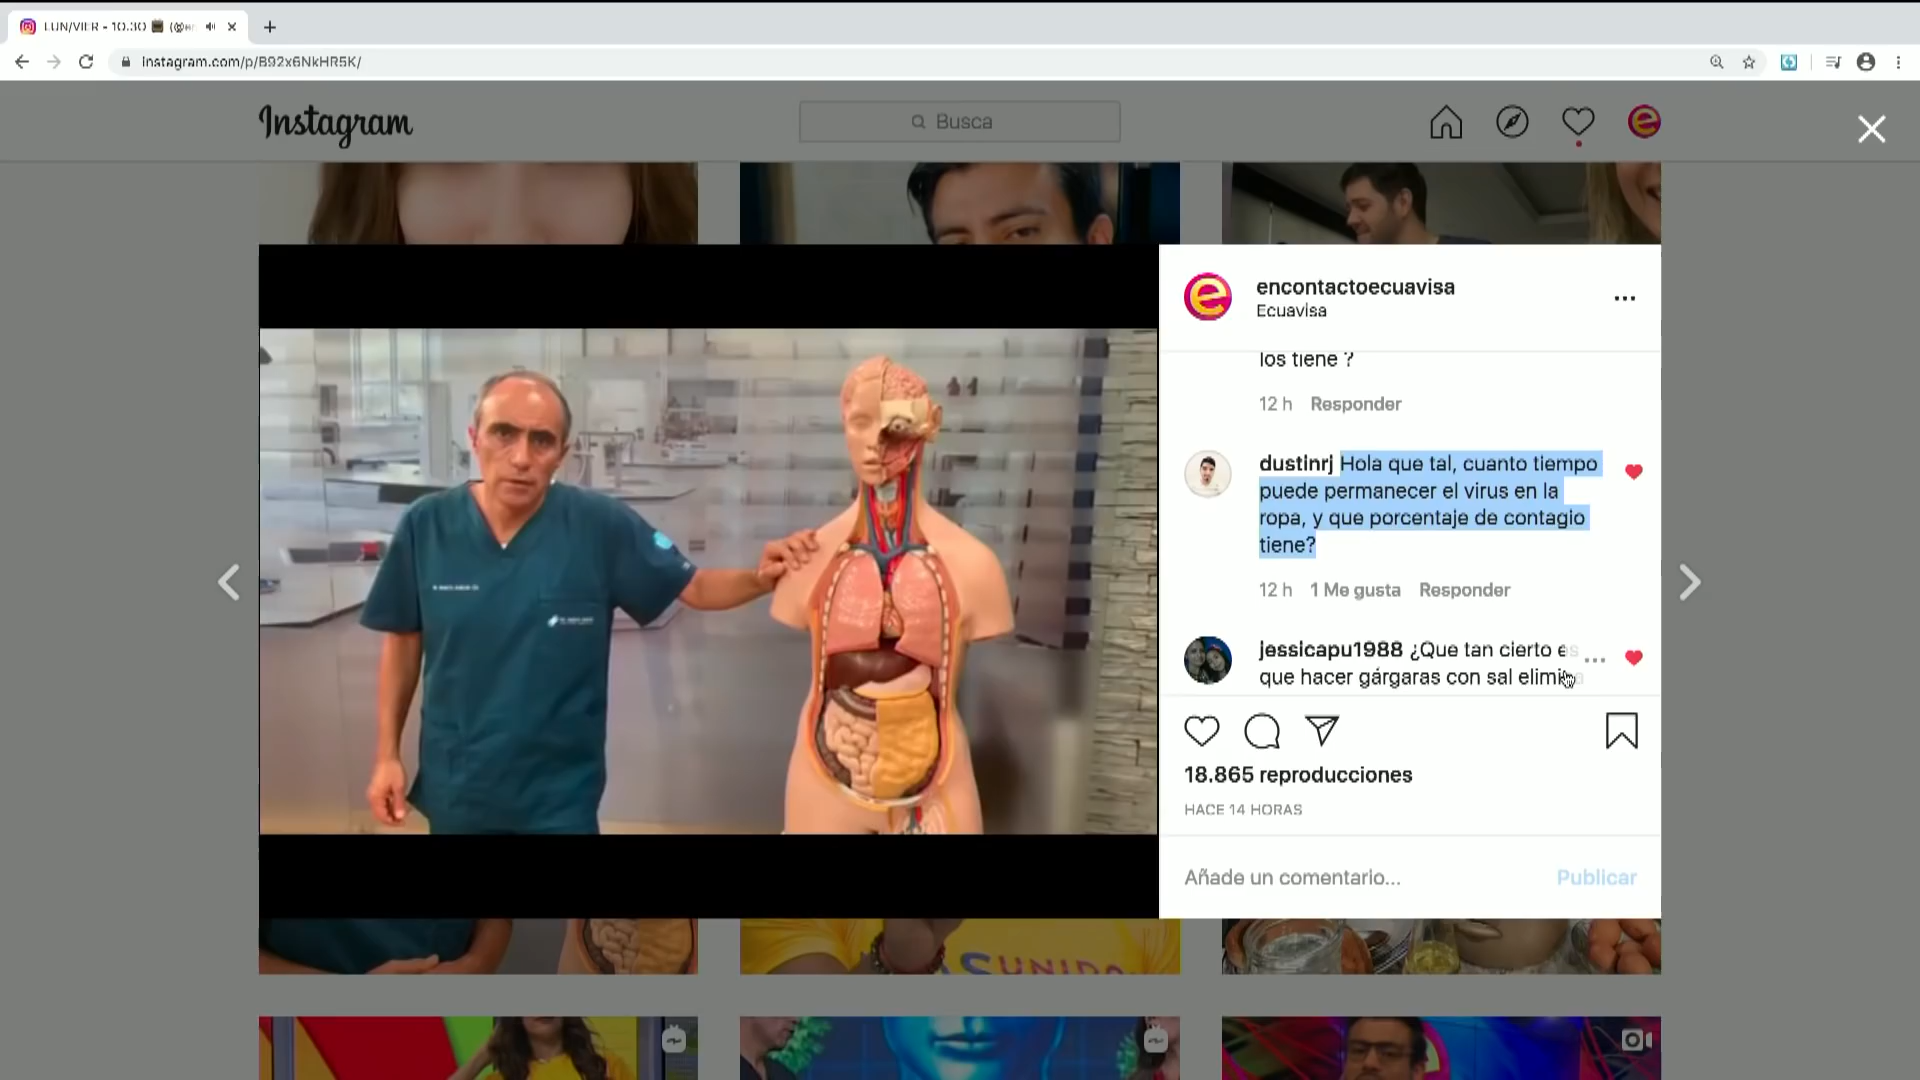 LUN/VIER - 10:30
instagram.com/p/B92x6NkHR5K/
Instagram
Busca
encontactoecuavisa
Ecuavisa
los tiene ?
12 h Responder
dustinrj Hola que tal, cuanto tiempo
puede permanecer el virus en la
ropa, y que porcentaje de contagio
tiene?
12 h 1 Me gusta Responder
jessicapu1988 ¿Que tan cierto es
que hacer gárgaras con sal elimina
18.865 reproducciones
HACE 14 HORAS
Añade un comentario...
Publicar